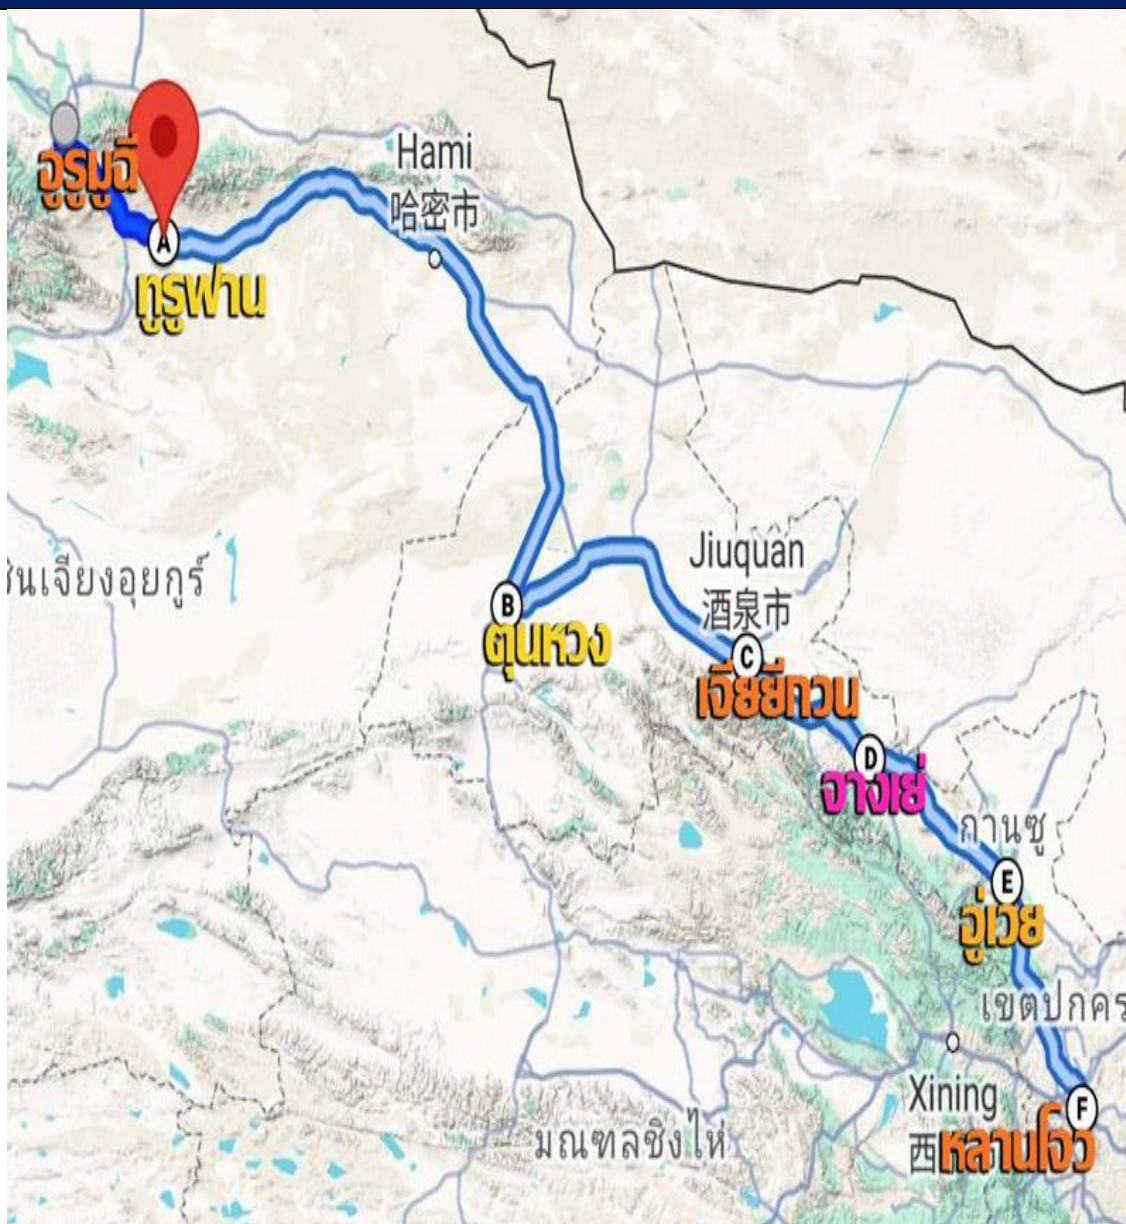 อูรูมูฉี
Hami
哈密市
A
ทูรูฟาน
ซินเจียงอุยกูร์
B
ตุนหวง
Jiuquan
酒泉市
C
เจียยี่กวน
D
จางเย่
กานซู
E
อู่เวย
เขตปกคร
Xining
西
F
หลานโจว
มณฑลชิงไห่